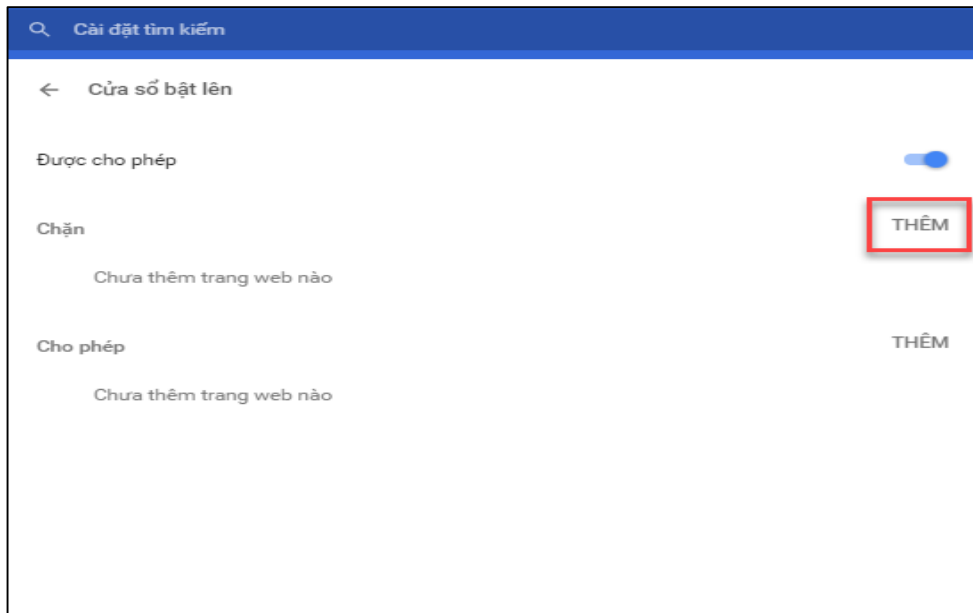 Cài đặt tìm kiếm
Cửa sổ bật lên
Được cho phép
Chặn
THÊM
Chưa thêm trang web nào
Cho phép
THÊM
Chưa thêm trang web nào